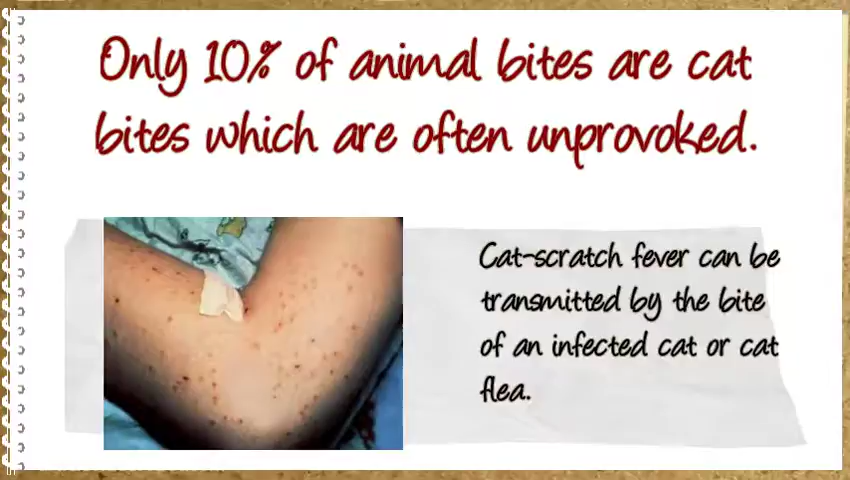 Only 10% of animal bites are cat
bites which are often unprovoked.
Cat-scratch fever can be
transmitted by the bite
of an infected cat or cat
flea.